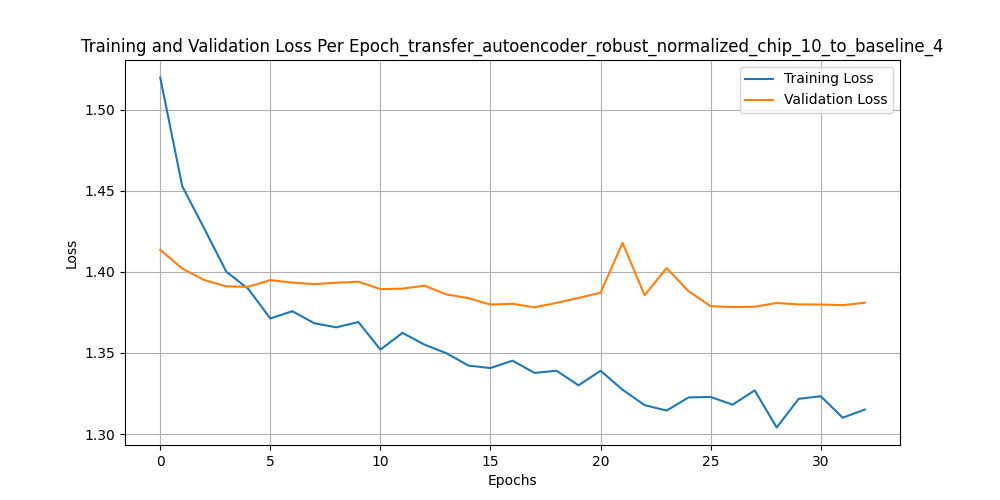 Training and Validation Loss Per Epoch_transfer_autoencoder_robust_normalized_chip_10_to_baseline_4
Training Loss
Validation Loss
1.50
1.45
1.40
1.35
1.30
Loss
0 5 10 15 20 25 30
Epochs